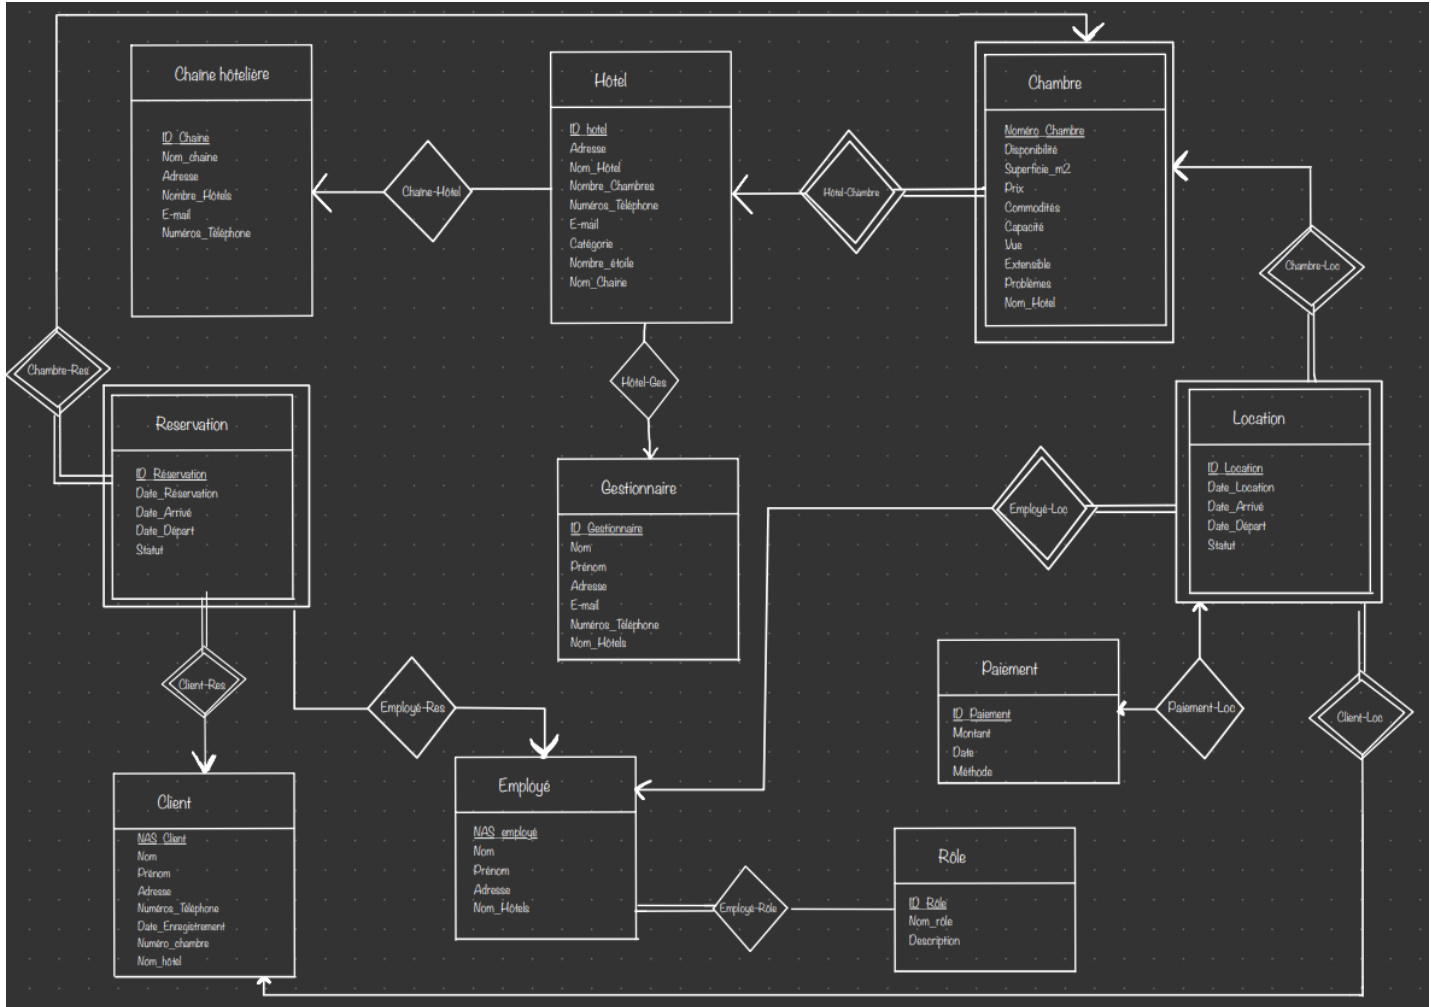 Chaîne hôtelière
ID_Chaine
Nom_chaine
Adresse
Nombre_Hôtels
E-mail
Numéros_Téléphone
Chaîne-Hôtel
Hôtel
ID_hotel
Adresse
Nom_Hôtel
Nombre_Chambres
Numéros_Téléphone
E-mail
Catégorie
Nombre_étoile
Nom_Chainie
Hôtel-Chambre
Chambre
Noméro_Chambre
Disponibilité
Superficie_m2
Prix
Commodités
Capacité
Vue
Extensible
Problèmes
Nom_Hotel
Chambre-Loc
Chambre-Res
Hôtel-Ges
Reservation
ID_Réservation
Date_Réservation
Date_Arrivé
Date_Départ
Statut
Gestionnaire
ID_Gestionnaire
Nom
Prénom
Adresse
E-mail
Numéros_Téléphone
Nom_Hôtels
Employé-Loc
Location
ID_Location
Date_Location
Date_Arrivé
Date_Départ
Statut
Client-Res
Employé-Res
Paiement
ID_Paiement
Montant
Date
Méthode
Paiement-Loc
Client-Loc
Client
NAS_Client
Nom
Prénom
Adresse
Numéros_Téléphone
Date_Enregistrement
Numéro_chambre
Nom_hôtel
Employé
NAS_employé
Nom
Prénom
Adresse
Nom_Hôtels
Employé-Rôle
Rôle
ID_Rôle
Nom_rôle
Description